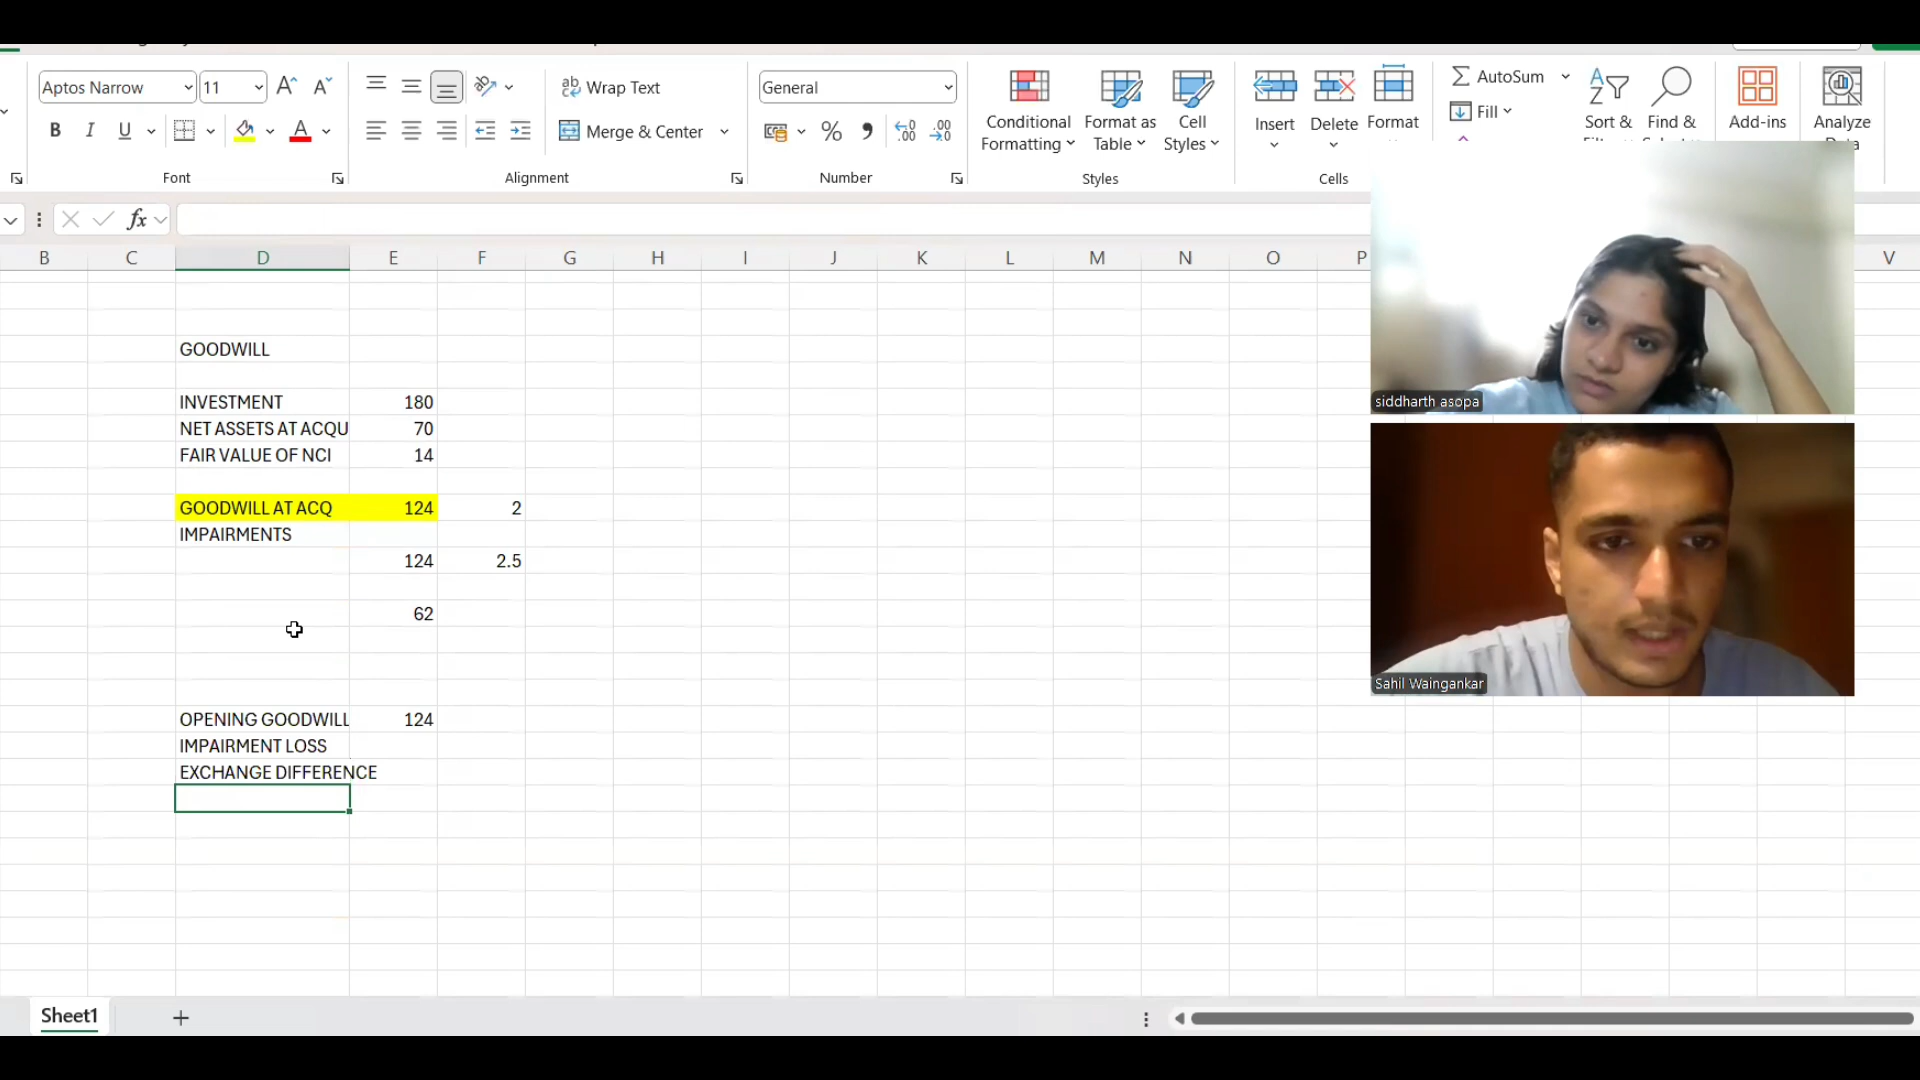 Aptos Narrow 11 Wrap Text General AutoSum
B I U Merge & Center % Fill
Conditional Formatting Format as Table Cell Styles Insert Delete Format Sort & Find & Add-ins Analyze
Font Alignment Number Styles Cells
fx
B C D E F G H I J K L M N O P V
GOODWILL
INVESTMENT 180
NET ASSETS AT ACQU 70
FAIR VALUE OF NCI 14
GOODWILL AT ACQ 124 2
IMPAIRMENTS
124 2.5
62
OPENING GOODWILL 124
IMPAIRMENT LOSS
EXCHANGE DIFFERENCE
siddharth asopa
Sahil Waingankar
Sheet1